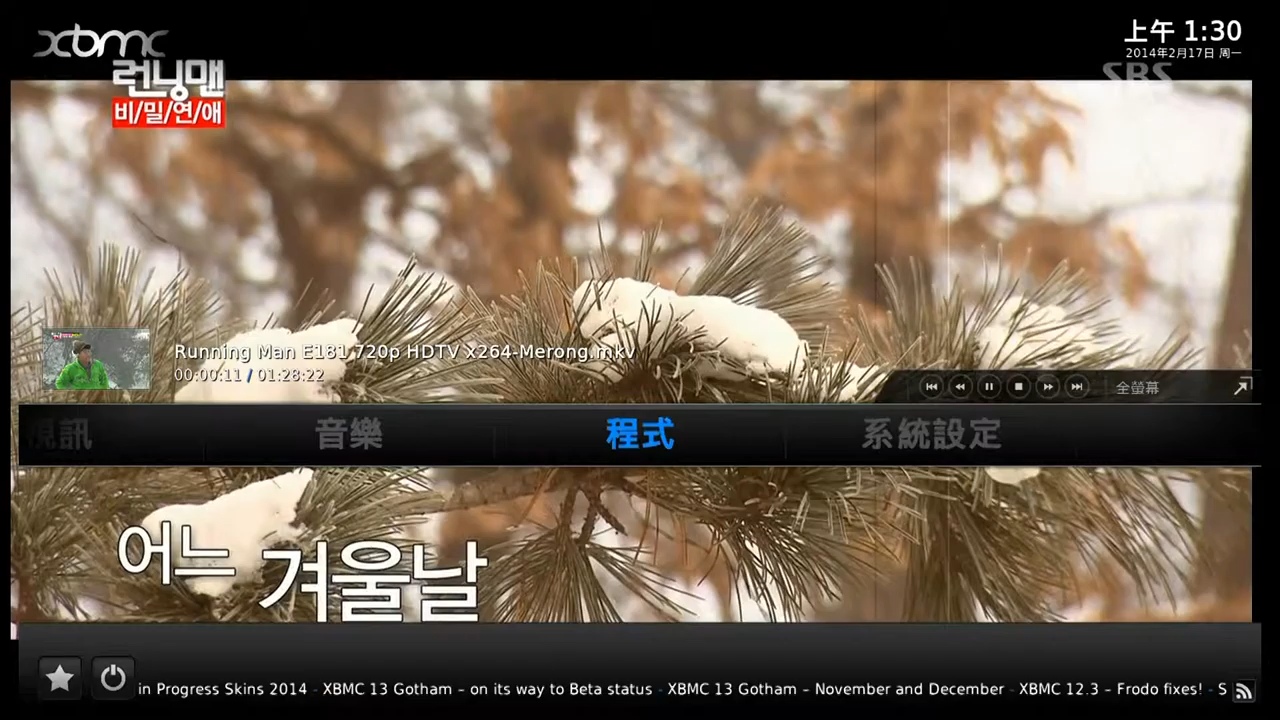 xbmc
上午 1:30
2014年2月17日 周一
SBS
런닝맨
비/밀/연/애
Running Man E181 720p HDTV x264-Merong.mkv
00:00:11 / 01:28:22
全螢幕
視訊 音樂 程式 系統設定
어느 겨울날
in Progress Skins 2014 - XBMC 13 Gotham – on its way to Beta status - XBMC 13 Gotham – November and December - XBMC 12.3 – Frodo fixes! - S